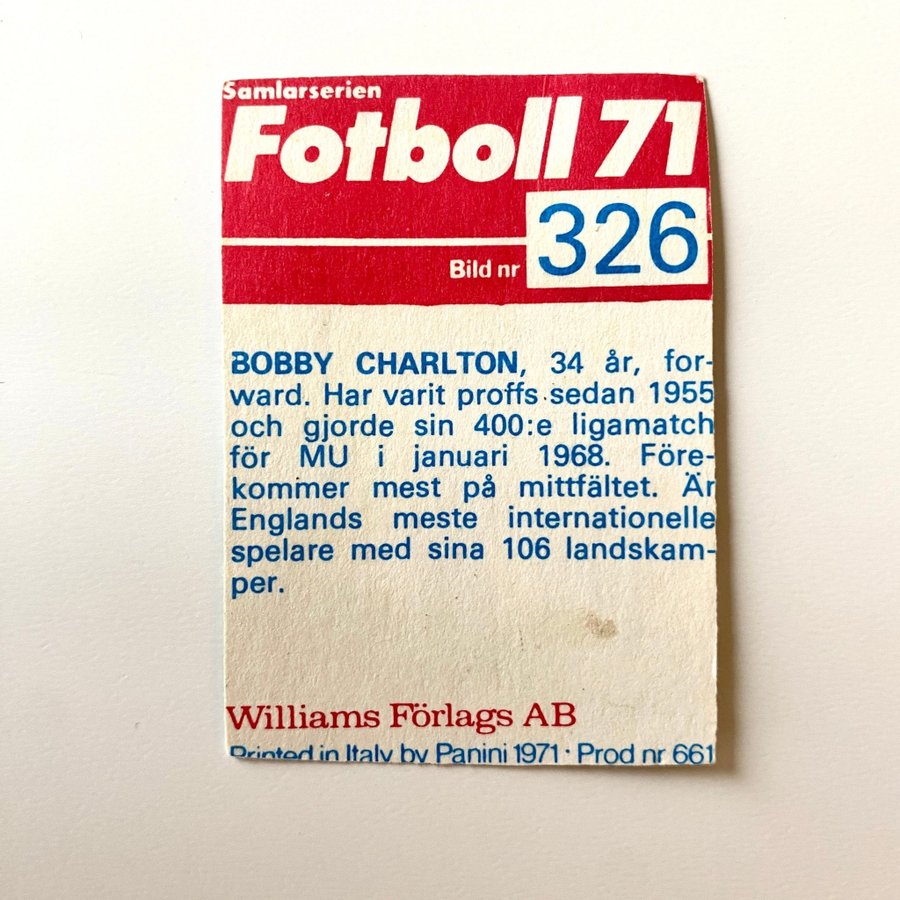 Samlarserien
Fotboll 71
326
Bild nr
BOBBY CHARLTON, 34 år, for-
ward. Har varit proffs sedan 1955
och gjorde sin 400:e ligamatch
för MU i januari 1968. Före-
kommer mest på mittfältet. Är
Englands meste internationelle
spelare med sina 106 landskam-
per.
Williams Förlags AB
Printed in Italy by Panini 1971 · Prod nr 661